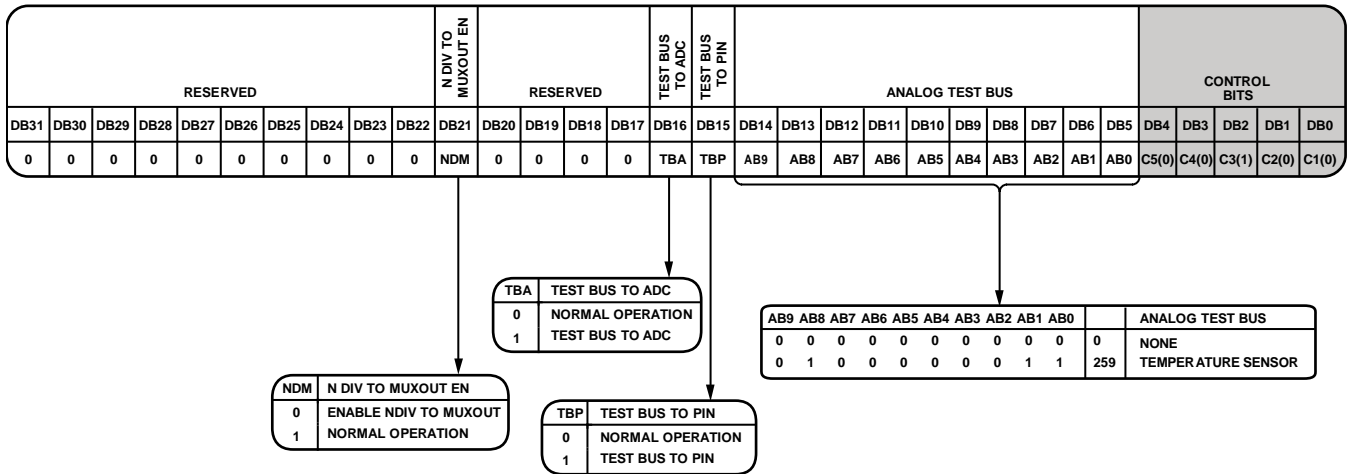 RESERVED N DIV TO MUXOUT EN RESERVED TEST BUS TO ADC TEST BUS TO PIN ANALOG TEST BUS CONTROL BITS
DB31 DB30 DB29 DB28 DB27 DB26 DB25 DB24 DB23 DB22 DB21 DB20 DB19 DB18 DB17 DB16 DB15 DB14 DB13 DB12 DB11 DB10 DB9 DB8 DB7 DB6 DB5 DB4 DB3 DB2 DB1 DB0
0 0 0 0 0 0 0 0 0 0 NDM 0 0 0 0 TBA TBP AB9 AB8 AB7 AB6 AB5 AB4 AB3 AB2 AB1 AB0 C5(0) C4(0) C3(1) C2(0) C1(0)
TBA TEST BUS TO ADC
0 NORMAL OPERATION
1 TEST BUS TO ADC
AB9 AB8 AB7 AB6 AB5 AB4 AB3 AB2 AB1 AB0 ANALOG TEST BUS
0 0 0 0 0 0 0 0 0 0 0 NONE
0 1 0 0 0 0 0 0 1 1 259 TEMPERATURE SENSOR
NDM N DIV TO MUXOUT EN
0 ENABLE NDIV TO MUXOUT
1 NORMAL OPERATION
TBP TEST BUS TO PIN
0 NORMAL OPERATION
1 TEST BUS TO PIN